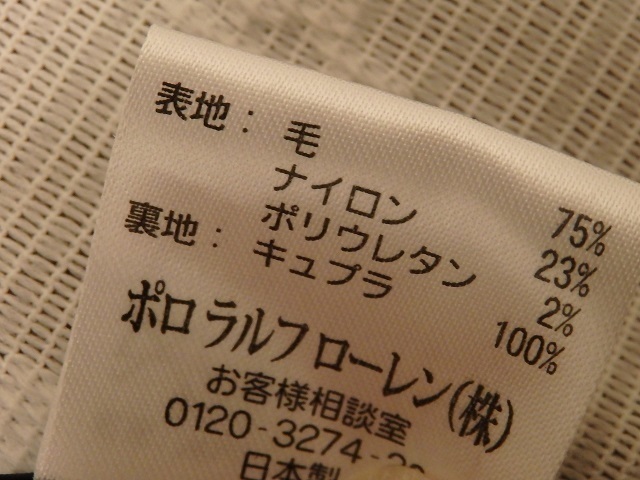 表地： 毛 75%
ナイロン 23%
ポリウレタン 2%
裏地： キュプラ 100%
ポロ ラルフ ローレン(株)
お客様相談室
0120-3274-
日本製